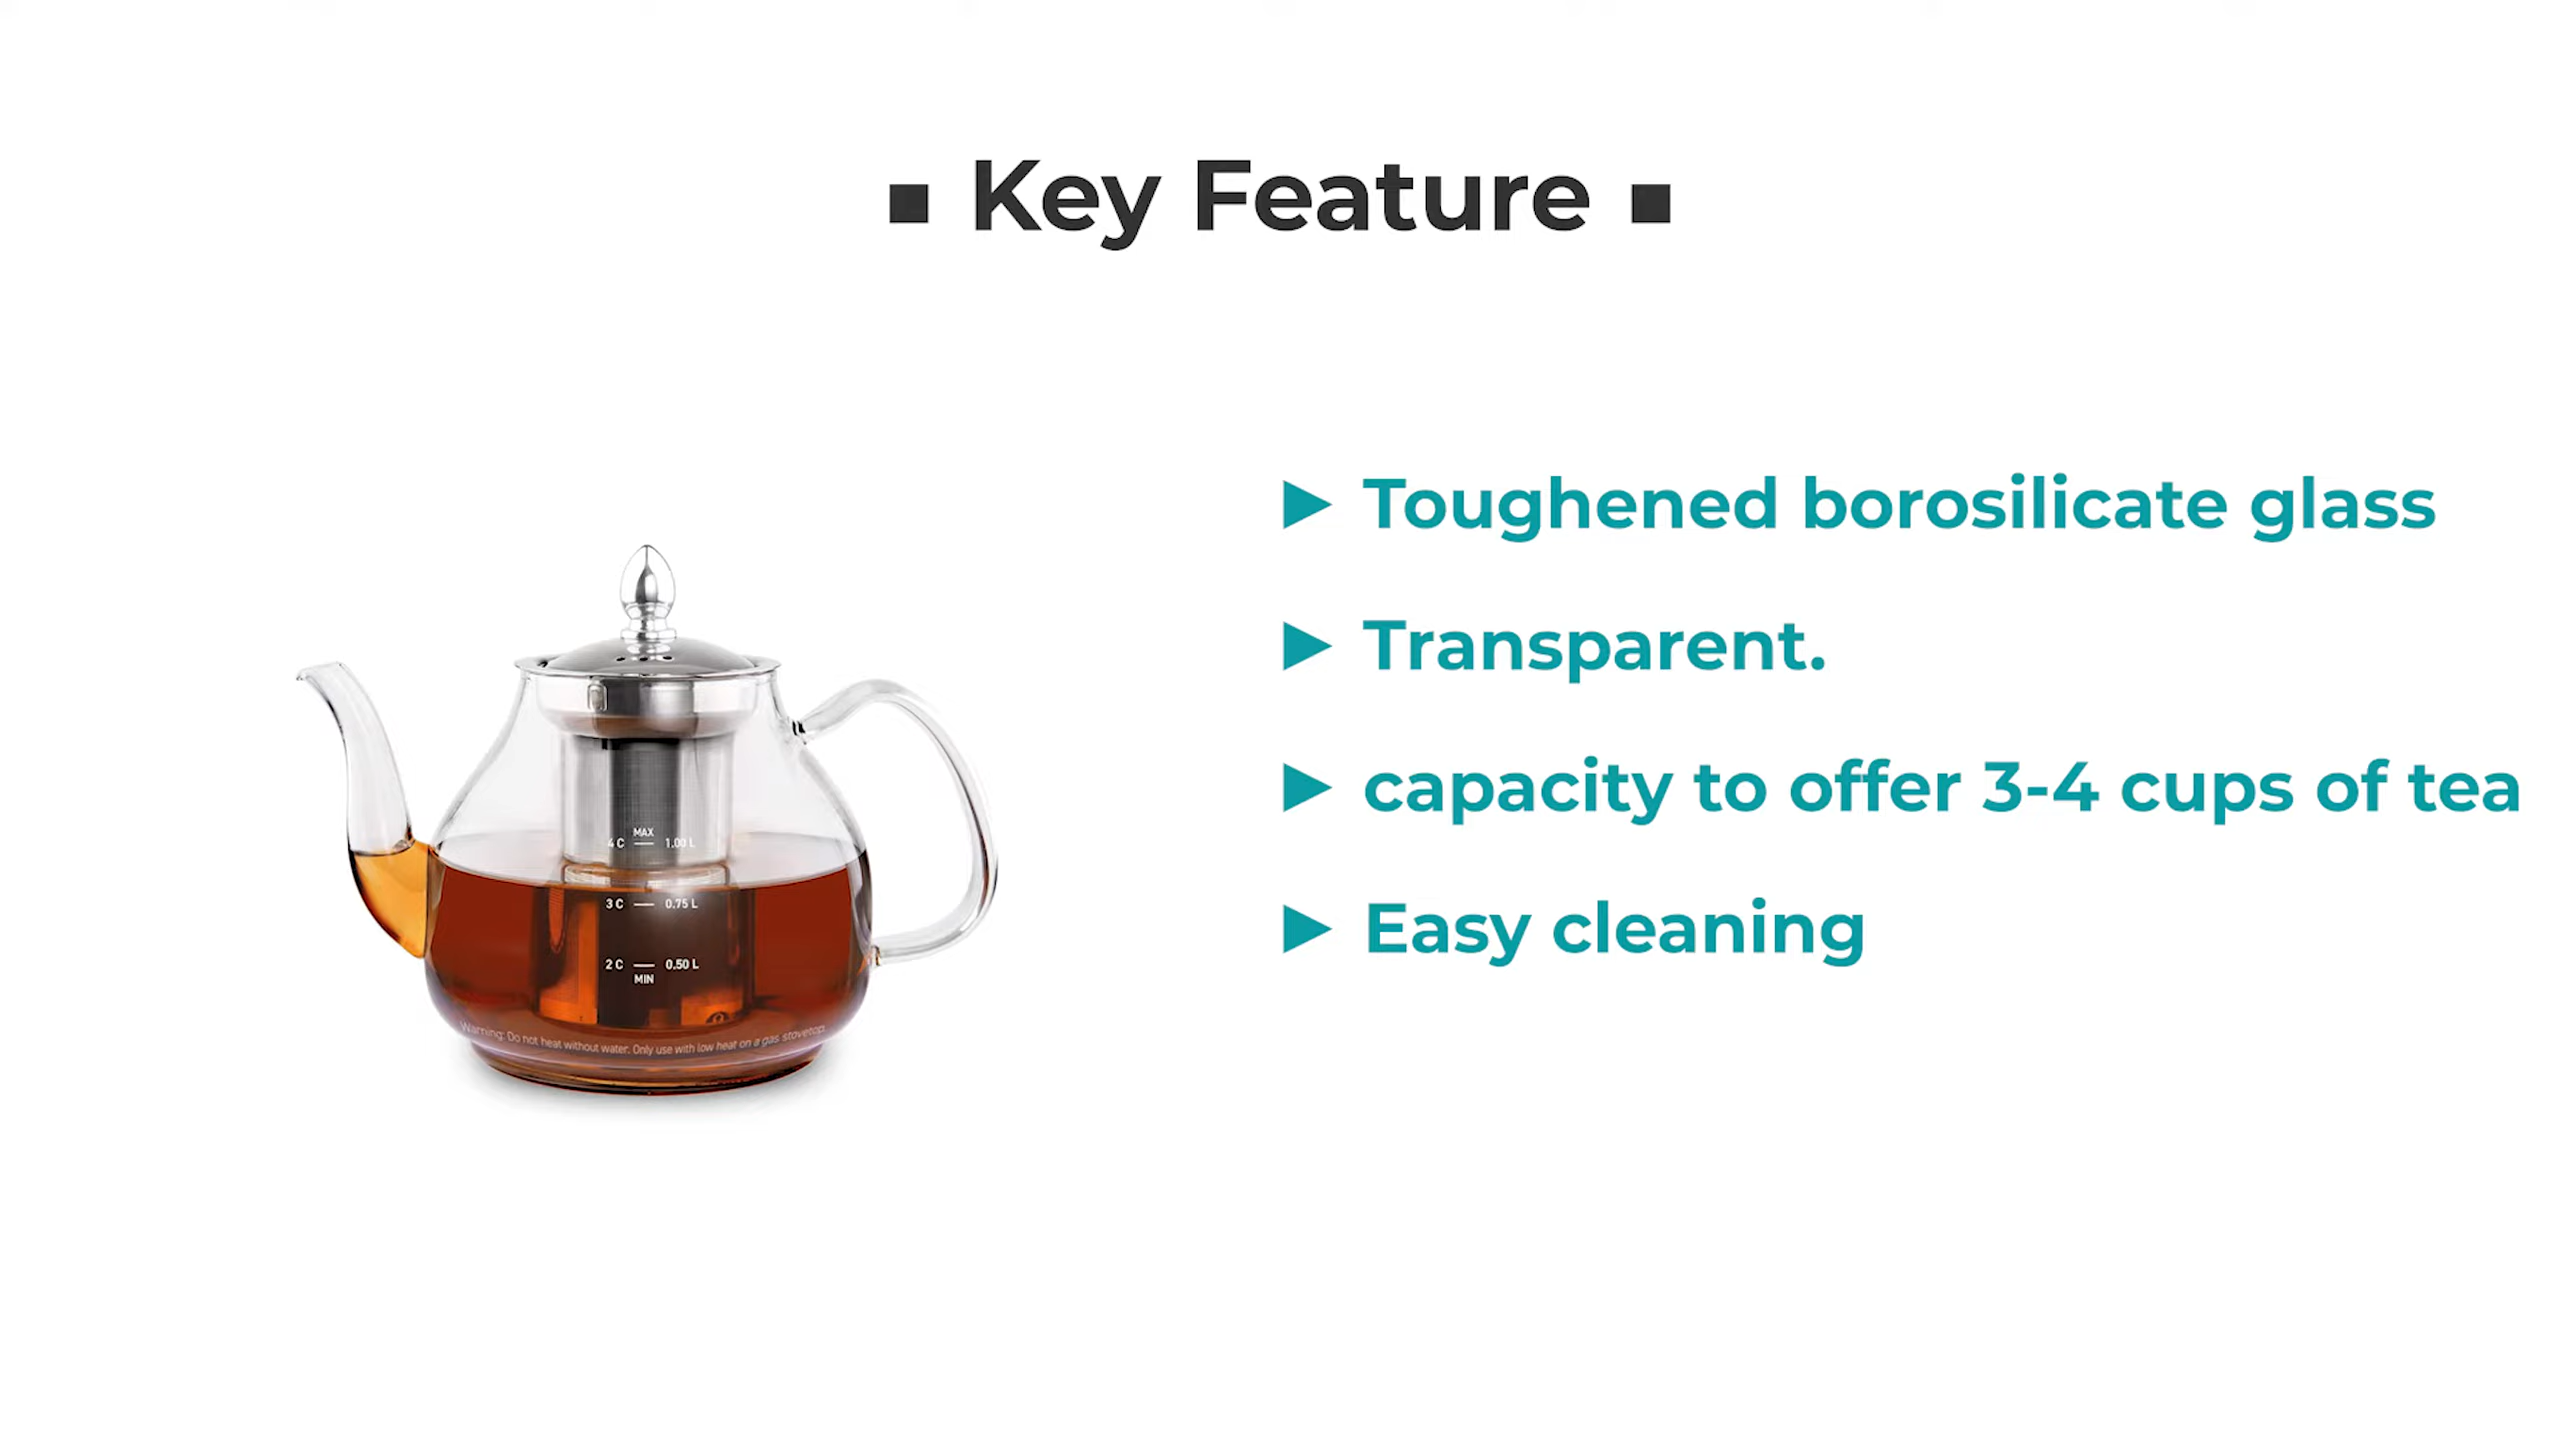 ▪ Key Feature ▪
► Toughened borosilicate glass
► Transparent.
► capacity to offer 3-4 cups of tea
► Easy cleaning
MAX
4 C — 1.00 L
3 C — 0.75 L
2 C — 0.50 L
MIN
Warning: Do not heat without water. Only use with low heat on a gas stovetop.